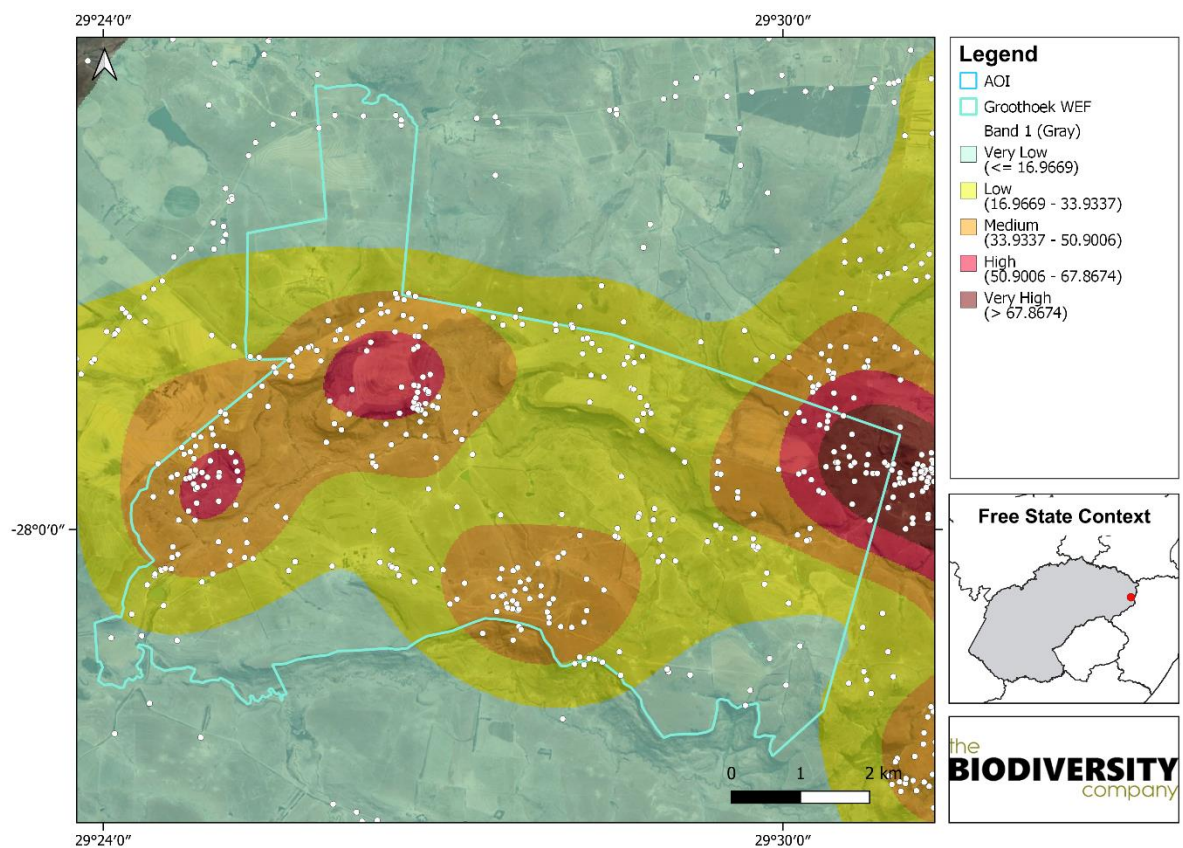 29°24′0″ 29°30′0″
-28°0′0″
0 1 2 km
29°24′0″ 29°30′0″
Legend
AOI
Groothoek WEF
Band 1 (Gray)
Very Low
(<= 16.9669)
Low
(16.9669 - 33.9337)
Medium
(33.9337 - 50.9006)
High
(50.9006 - 67.8674)
Very High
(> 67.8674)
Free State Context
the
BIODIVERSITY
company